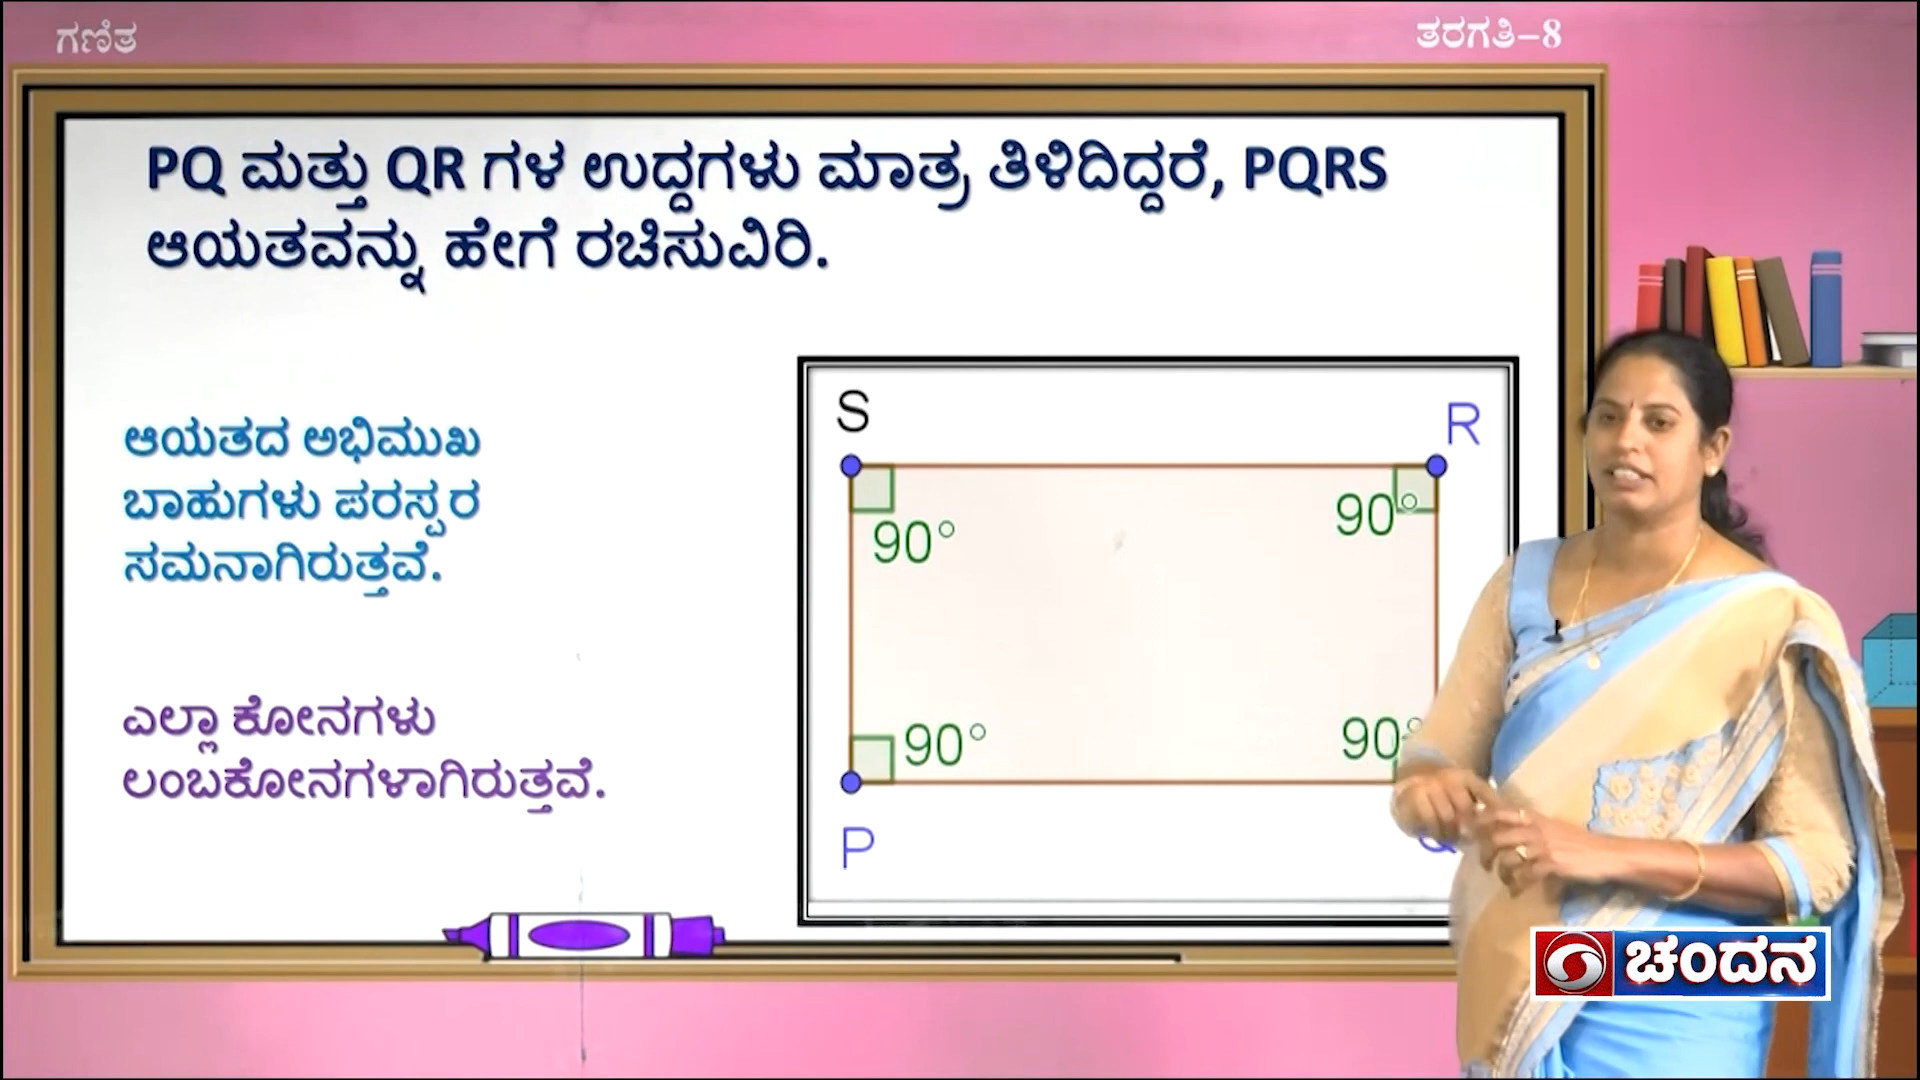 ಗಣಿತ
ತರಗತಿ–8
PQ ಮತ್ತು QR ಗಳ ಉದ್ದಗಳು ಮಾತ್ರ ತಿಳಿದಿದ್ದರೆ, PQRS
ಆಯತವನ್ನು ಹೇಗೆ ರಚಿಸುವಿರಿ.
ಆಯತದ ಅಭಿಮುಖ
ಬಾಹುಗಳು ಪರಸ್ಪರ
ಸಮನಾಗಿರುತ್ತವೆ.
ಎಲ್ಲಾ ಕೋನಗಳು
ಲಂಬಕೋನಗಳಾಗಿರುತ್ತವೆ.
S
R
90°
90°
90°
90°
P
ಚಂದನ